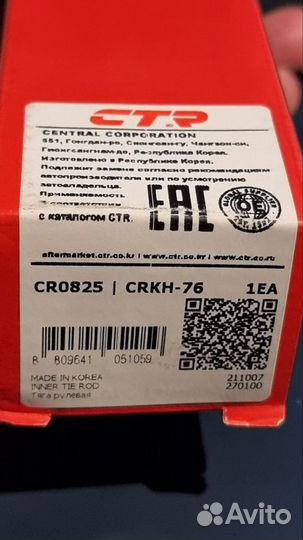 CTR
CENTRAL CORPORATION
551, Гонгдан-ро, Сингсан-гу, Чангвон-си,
Гионгсангнам-до, Республика Корея.
Изготовлено в Республике Корея.
Подлежит замене согласно рекомендациям
автопроизводителя или по усмотрению
автовладельца.
Применяемость
в соответствии
с каталогом CTR.
EAC
aftermarket.ctr.co.kr | www.ctr.co.kr | www.ctr-co.ru
CR0825 | CRKH-76 1EA
8 809641 051059
MADE IN KOREA
INNER TIE ROD
Тяга рулевая
211007
270100
Avito